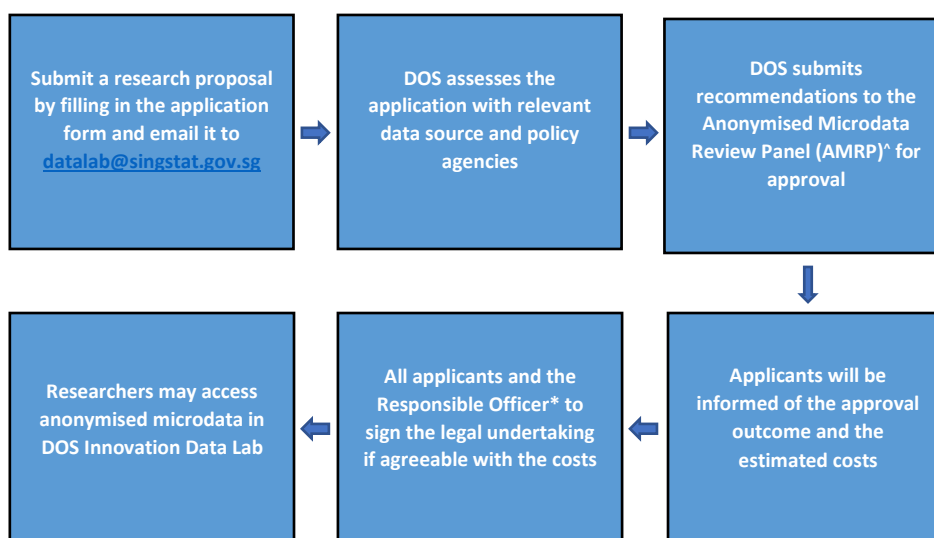 Submit a research proposal
by filling in the application
form and email it to
datalab@singstat.gov.sg
DOS assesses the
application with relevant
data source and policy
agencies
DOS submits
recommendations to the
Anonymised Microdata
Review Panel (AMRP)^ for
approval
Applicants will be
informed of the approval
outcome and the
estimated costs
All applicants and the
Responsible Officer* to
sign the legal undertaking
if agreeable with the costs
Researchers may access
anonymised microdata in
DOS Innovation Data Lab